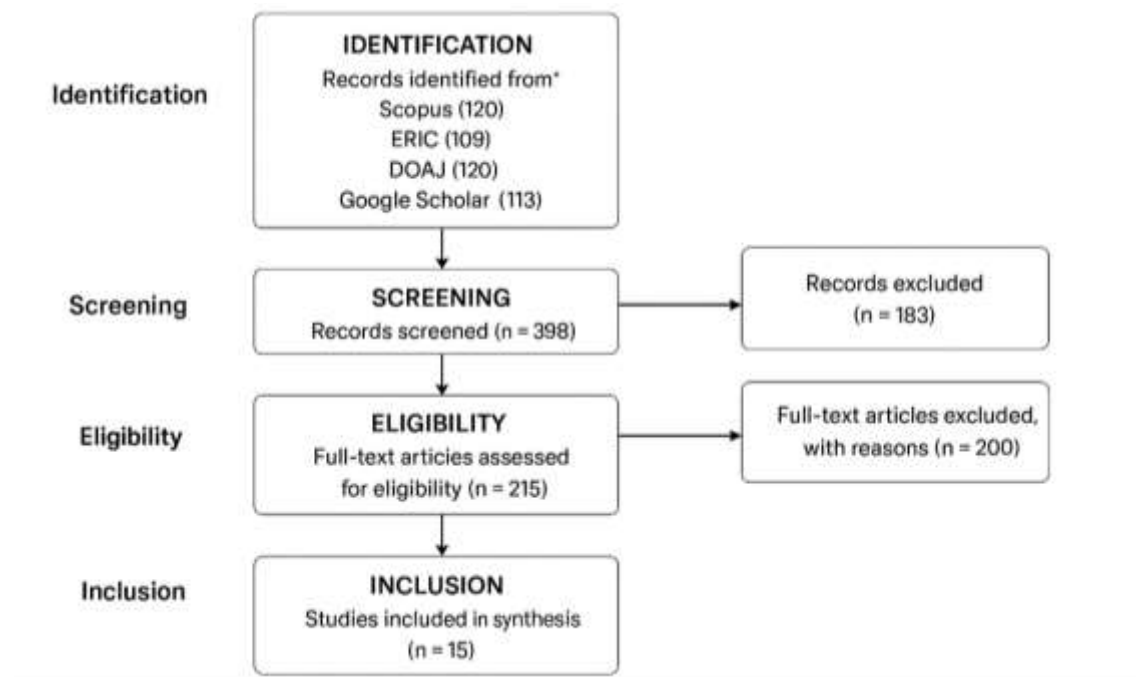 Identification
IDENTIFICATION
Records identified from*
Scopus (120)
ERIC (109)
DOAJ (120)
Google Scholar (113)
Screening
SCREENING
Records screened (n = 398)
Records excluded
(n = 183)
Eligibility
ELIGIBILITY
Full-text articles assessed
for eligibility (n = 215)
Full-text articles excluded,
with reasons (n = 200)
Inclusion
INCLUSION
Studies included in synthesis
(n = 15)